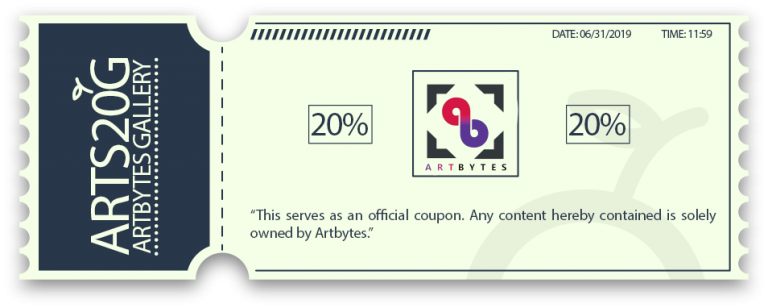 ARTS20G
ARTBYTES GALLERY
DATE: 06/31/2019 TIME: 11:59
20%
ab
ARTBYTES
20%
“This serves as an official coupon. Any content hereby contained is solely
owned by Artbytes.”